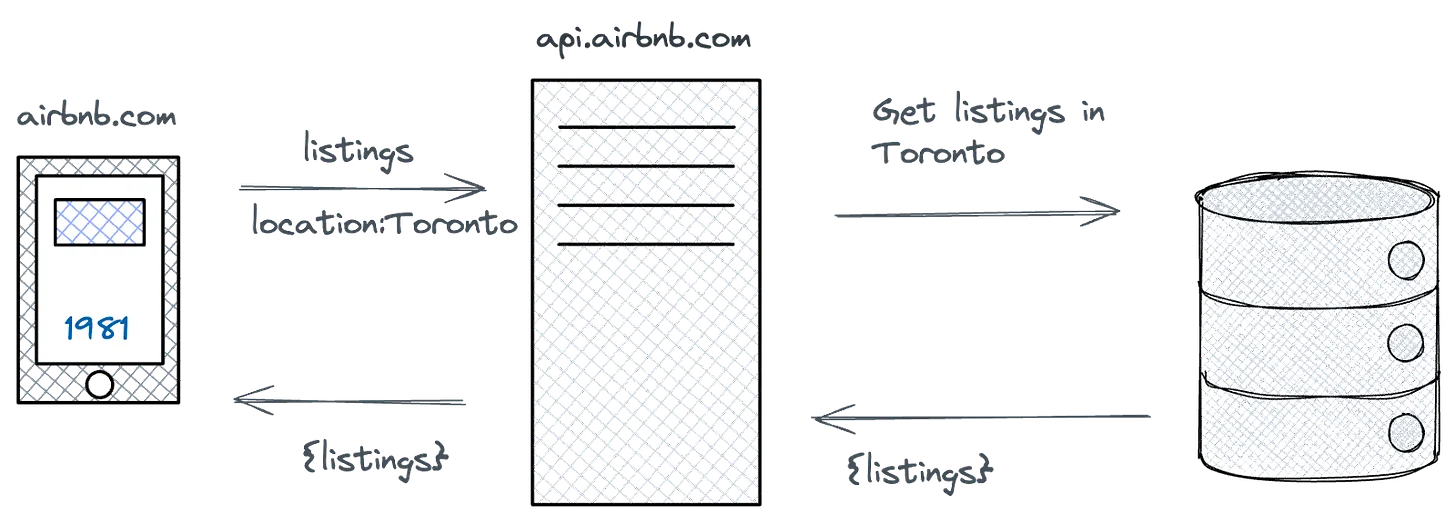 api.airbnb.com
airbnb.com
listings
location:Toronto
Get listings in
Toronto
1981
{listings}
{listings}